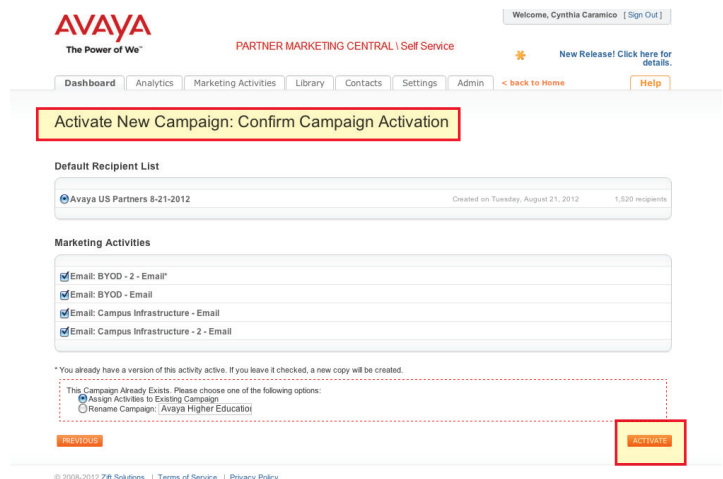 Welcome, Cynthia Caramico [ Sign Out ]
AVAYA
The Power of We™
PARTNER MARKETING CENTRAL \ Self Service
New Release! Click here for
details.
Dashboard Analytics Marketing Activities Library Contacts Settings Admin < back to Home Help
Activate New Campaign: Confirm Campaign Activation
Default Recipient List
Avaya US Partners 8-21-2012 Created on Tuesday, August 21, 2012 1,520 recipients
Marketing Activities
Email: BYOD - 2 - Email*
Email: BYOD - Email
Email: Campus Infrastructure - Email
Email: Campus Infrastructure - 2 - Email
* You already have a version of this activity active. If you leave it checked, a new copy will be created.
This Campaign Already Exists. Please choose one of the following options:
Assign Activities to Existing Campaign
Rename Campaign: Avaya Higher Education
PREVIOUS ACTIVATE
© 2008-2012 Zift Solutions | Terms of Service | Privacy Policy